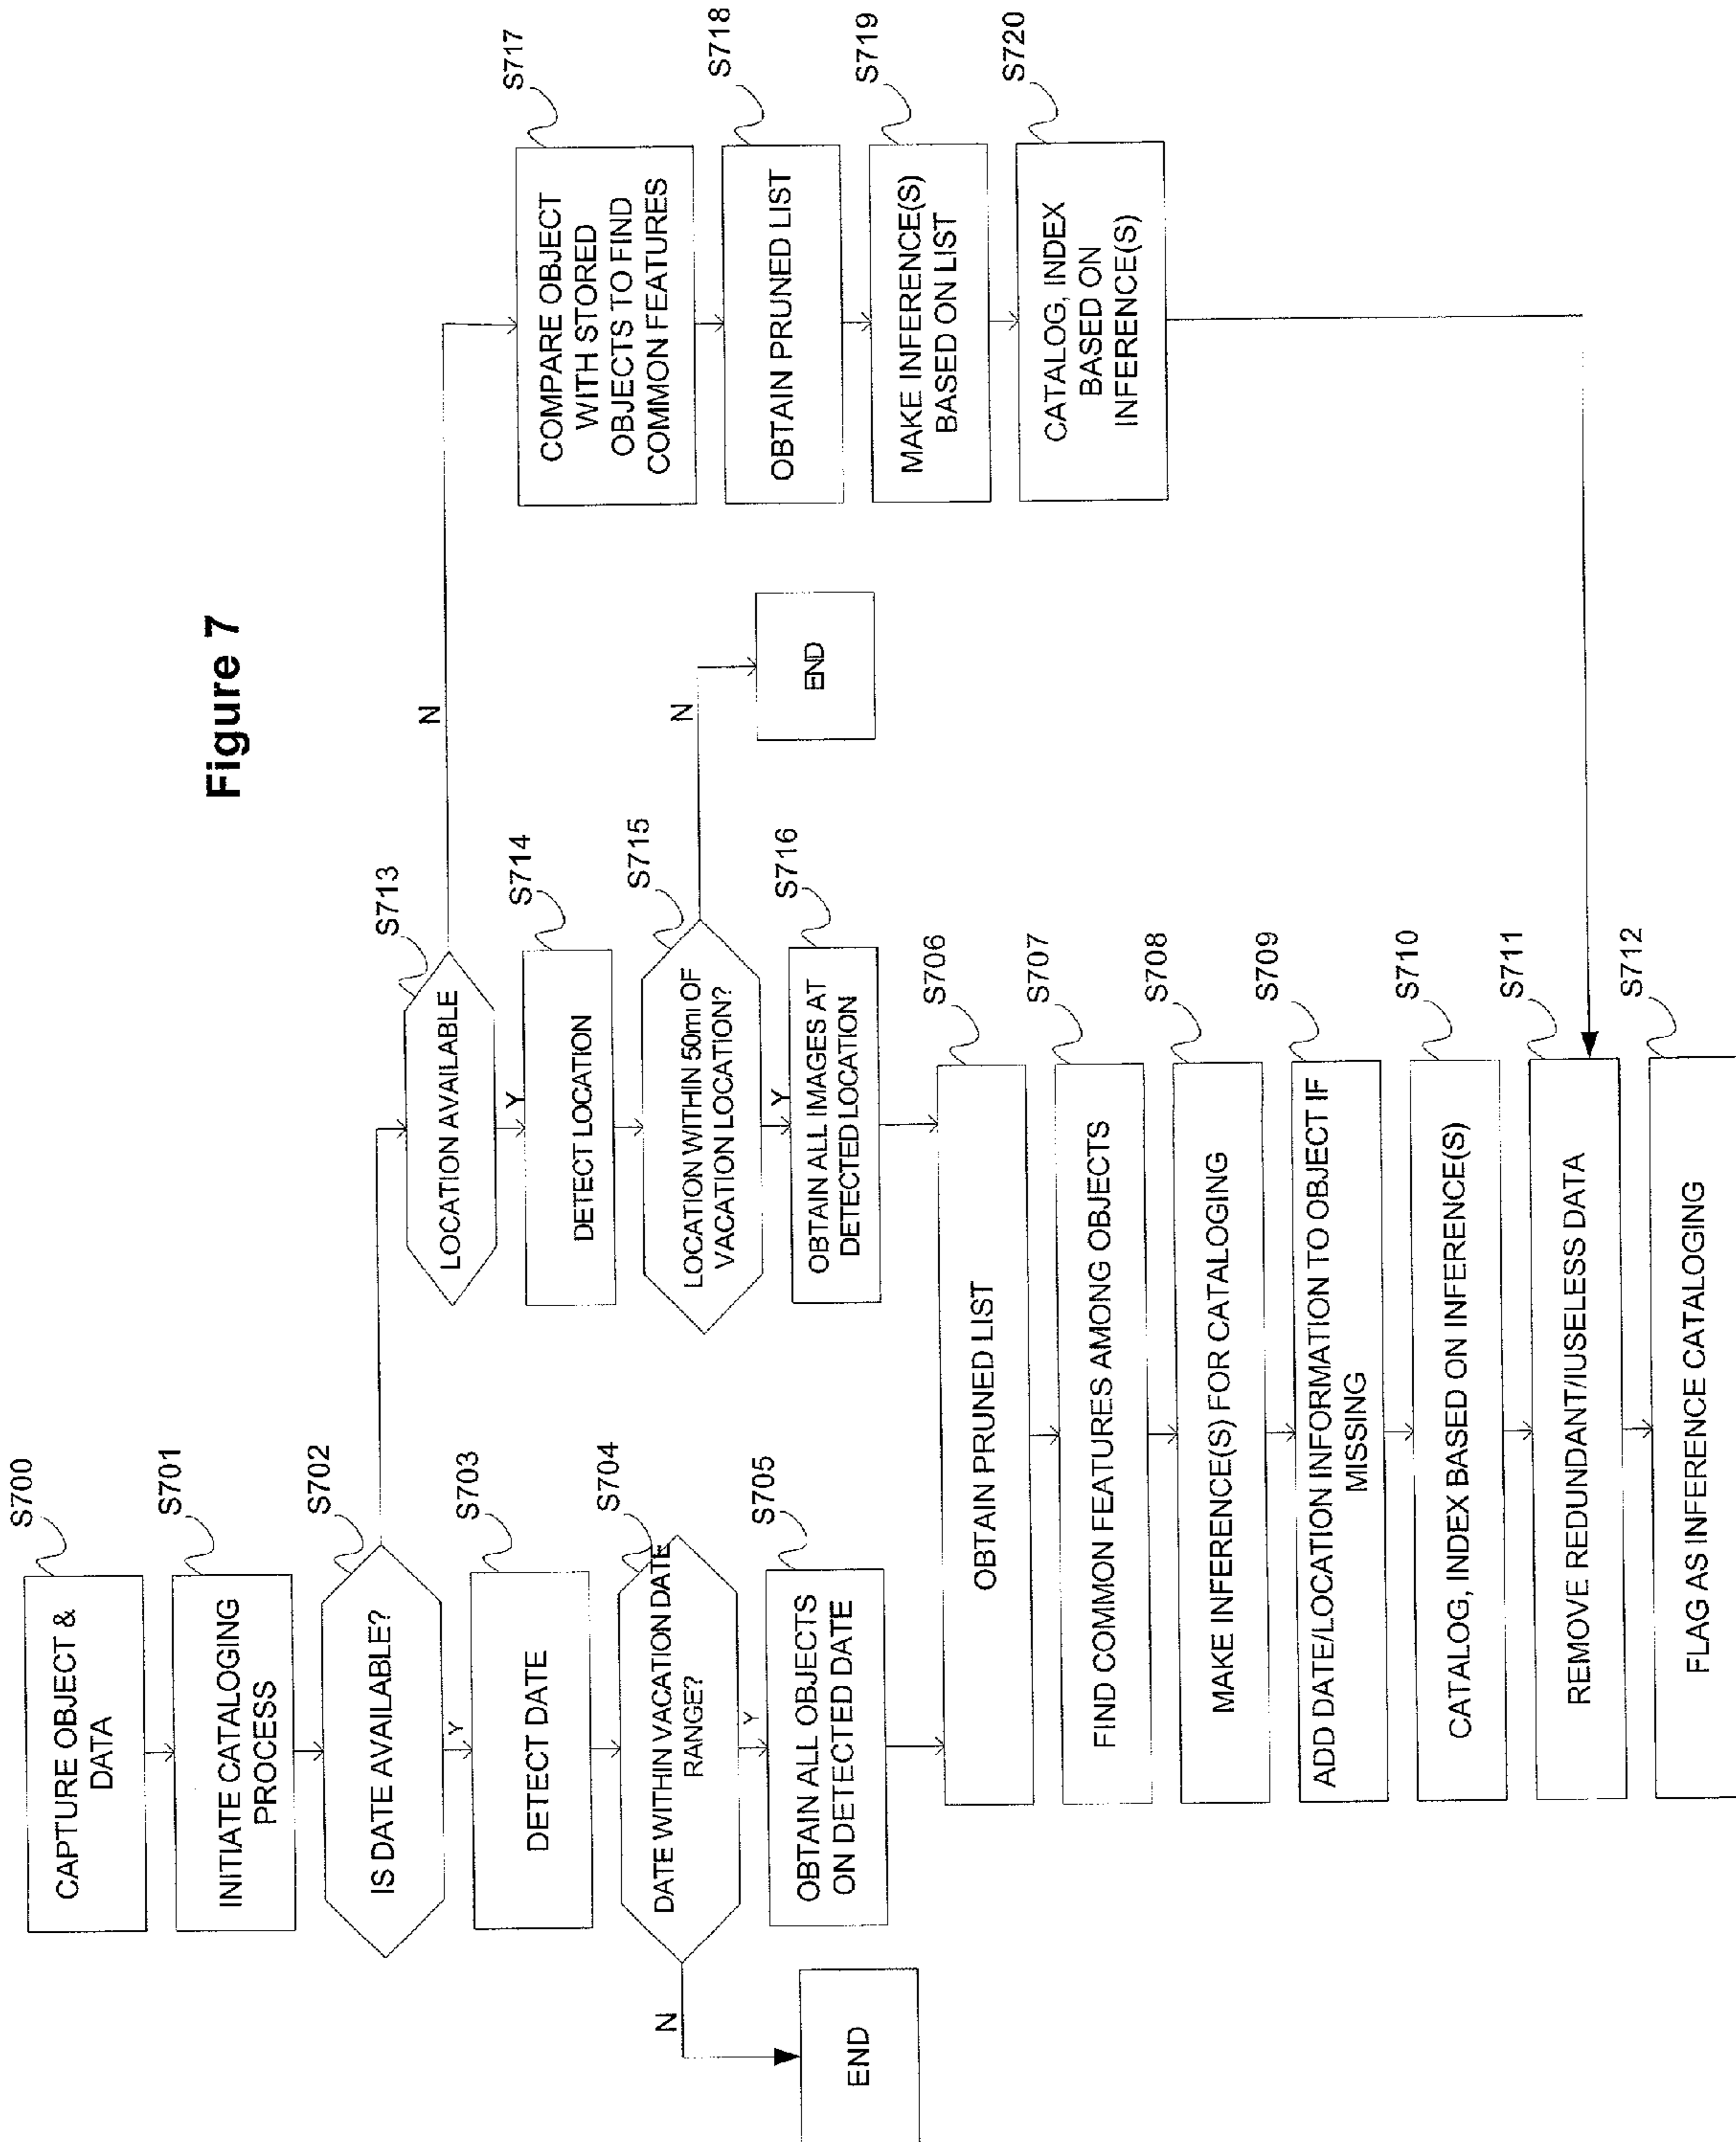 Figure 7
S700
CAPTURE OBJECT &
DATA
S701
INITIATE CATALOGING
PROCESS
S702
IS DATE AVAILABLE?
Y
S703
DETECT DATE
S704
DATE WITHIN VACATION DATE
RANGE?
N
END
Y
S705
OBTAIN ALL OBJECTS
ON DETECTED DATE
S713
LOCATION AVAILABLE
N
Y
S714
DETECT LOCATION
S715
LOCATION WITHIN 50mi OF
VACATION LOCATION?
N
END
Y
S716
OBTAIN ALL IMAGES AT
DETECTED LOCATION
S717
COMPARE OBJECT
WITH STORED
OBJECTS TO FIND
COMMON FEATURES
S718
OBTAIN PRUNED LIST
S719
MAKE INFERENCE(S)
BASED ON LIST
S720
CATALOG, INDEX
BASED ON
INFERENCE(S)
S706
OBTAIN PRUNED LIST
S707
FIND COMMON FEATURES AMONG OBJECTS
S708
MAKE INFERENCE(S) FOR CATALOGING
S709
ADD DATE/LOCATION INFORMATION TO OBJECT IF
MISSING
S710
CATALOG, INDEX BASED ON INFERENCE(S)
S711
REMOVE REDUNDANT/IUSELESS DATA
S712
FLAG AS INFERENCE CATALOGING